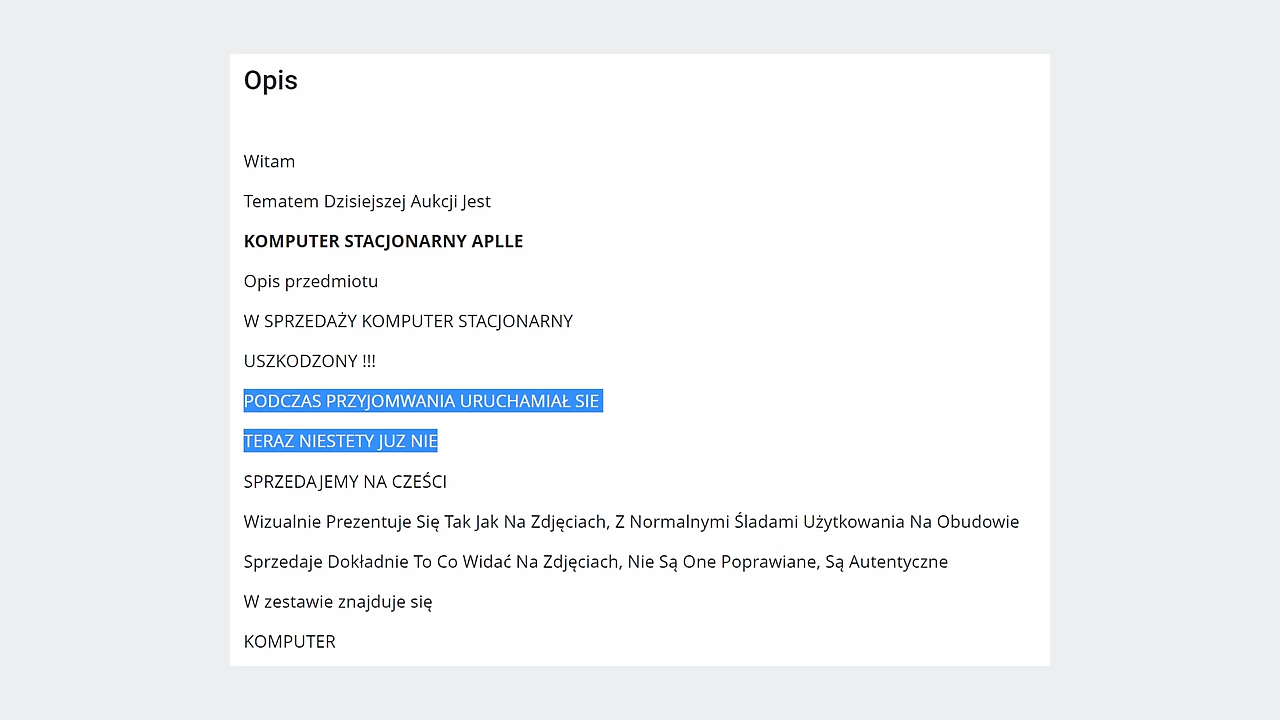 Opis
Witam
Tematem Dzisiejszej Aukcji Jest
KOMPUTER STACJONARNY APLLE
Opis przedmiotu
W SPRZEDAŻY KOMPUTER STACJONARNY
USZKODZONY !!!
PODCZAS PRZYJOMWANIA URUCHAMIAŁ SIE
TERAZ NIESTETY JUZ NIE
SPRZEDAJEMY NA CZEŚCI
Wizualnie Prezentuje Się Tak Jak Na Zdjęciach, Z Normalnymi Śladami Użytkowania Na Obudowie
Sprzedaje Dokładnie To Co Widać Na Zdjęciach, Nie Są One Poprawiane, Są Autentyczne
W zestawie znajduje się
KOMPUTER